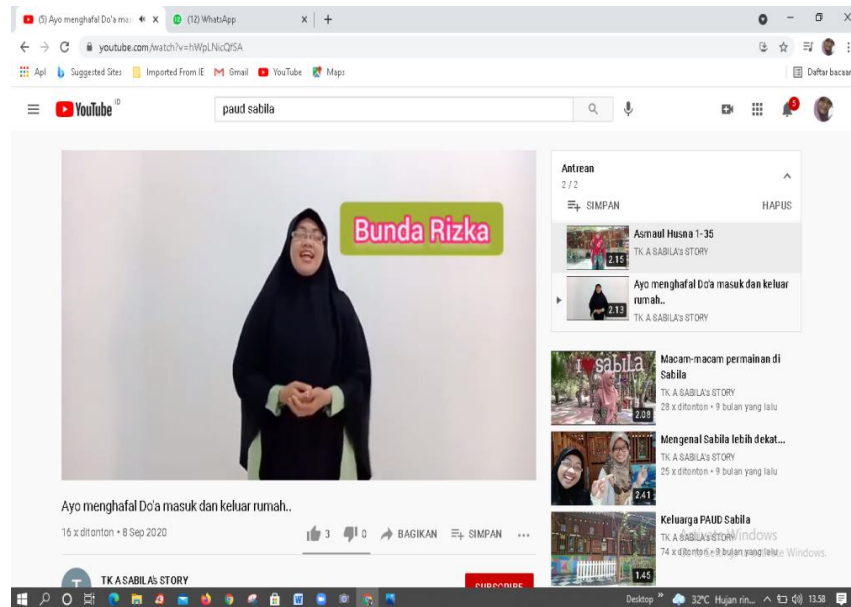 (5) Ayo menghafal Do'a mas
(12) WhatsApp
youtube.com/watch?v=hWpLNicQfSA
Apl Suggested Sites Imported From IE Gmail YouTube Maps Daftar bacaan
YouTube ID
paud sabila
5
Bunda Rizka
Antrean
2 / 2
SIMPAN HAPUS
Asmaul Husna 1-35
TK A SABILA's STORY
2.15
Ayo menghafal Do'a masuk dan keluar
rumah..
TK A SABILA's STORY
2.13
I sabila
Macam-macam permainan di
Sabila
TK A SABILA's STORY
28 x ditonton • 9 bulan yang lalu
2.08
Mengenal Sabila lebih dekat...
TK A SABILA's STORY
25 x ditonton • 9 bulan yang lalu
2.41
Keluarga PAUD Sabila
TK A SABILA's STORY
74 x ditonton • 9 bulan yang lalu
1.45
Activate Windows
Ayo menghafal Do'a masuk dan keluar rumah..
16 x ditonton • 8 Sep 2020
3 0 BAGIKAN SIMPAN ...
T
TK A SABILA's STORY
SUBSCRIBE
Desktop 32°C Hujan rin... 13.58